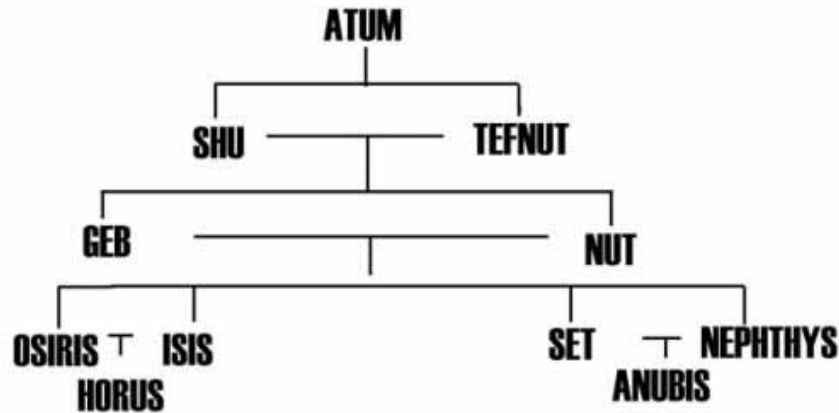 ATUM
SHU TEFNUT
GEB NUT
OSIRIS ISIS SET NEPHTHYS
HORUS ANUBIS